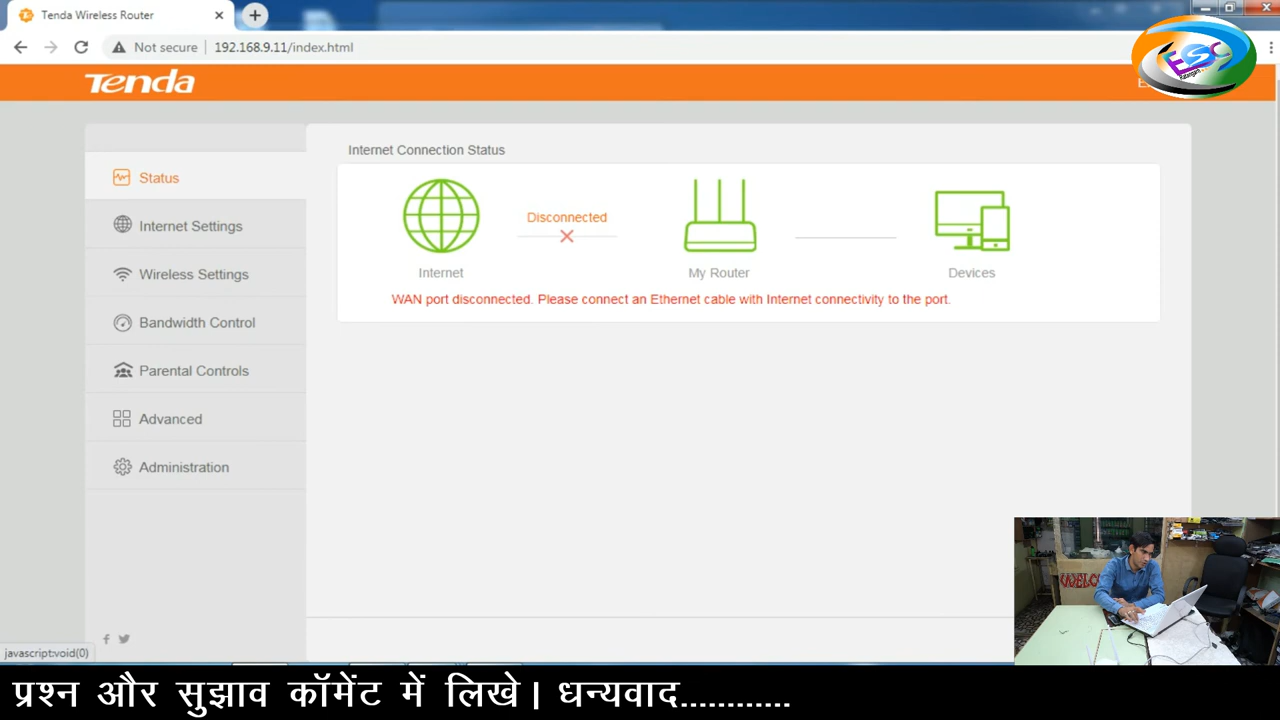 Tenda Wireless Router
Not secure
192.168.9.11/index.html
ESC
Ratangarh
Tenda
Status
Internet Settings
Wireless Settings
Bandwidth Control
Parental Controls
Advanced
Administration
Internet Connection Status
Disconnected
Internet
My Router
Devices
WAN port disconnected. Please connect an Ethernet cable with Internet connectivity to the port.
javascript:void(0)
प्रश्न और सुझाव कॉमेंट में लिखे। धन्यवाद............